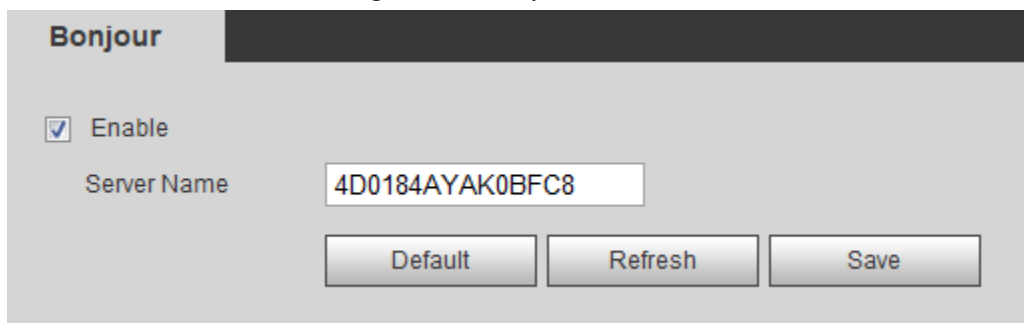 Bonjour
Enable
Server Name 4D0184AYAK0BFC8
Default Refresh Save